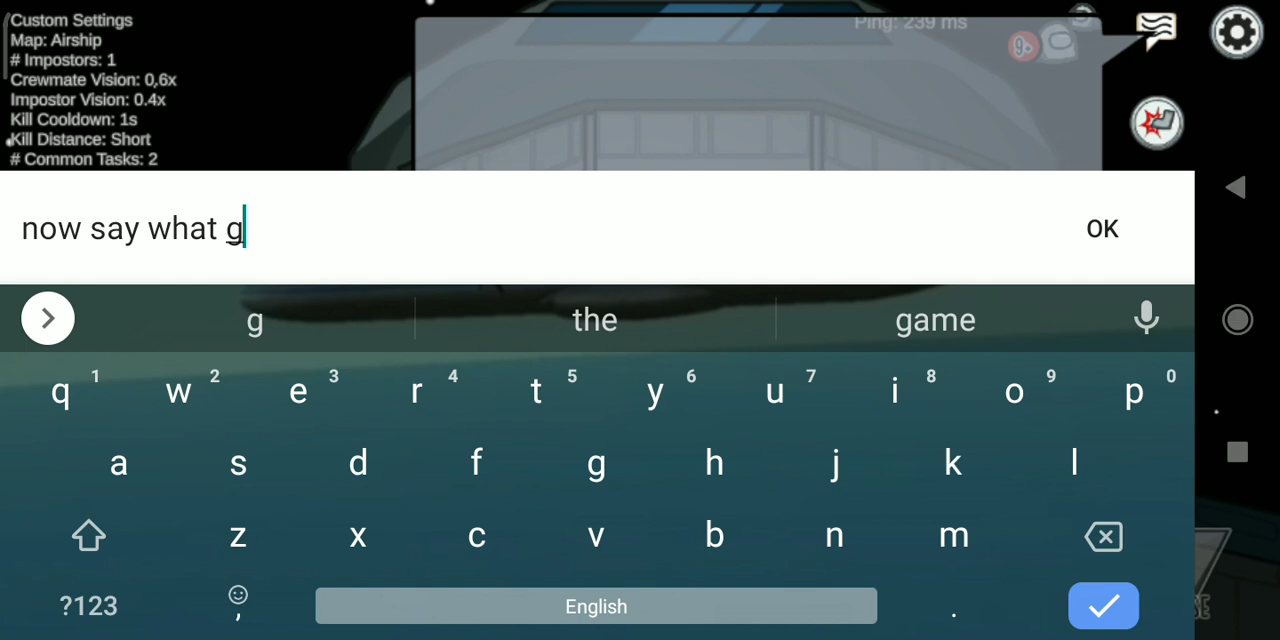 Custom Settings
Map: Airship
# Impostors: 1
Crewmate Vision: 0,6x
Impostor Vision: 0.4x
Kill Cooldown: 1s
Kill Distance: Short
# Common Tasks: 2
Ping: 239 ms
9+
now say what g
OK
g the game
q 1 w 2 e 3 r 4 t 5 y 6 u 7 i 8 o 9 p 0
a s d f g h j k l
z x c v b n m
?123 , English .